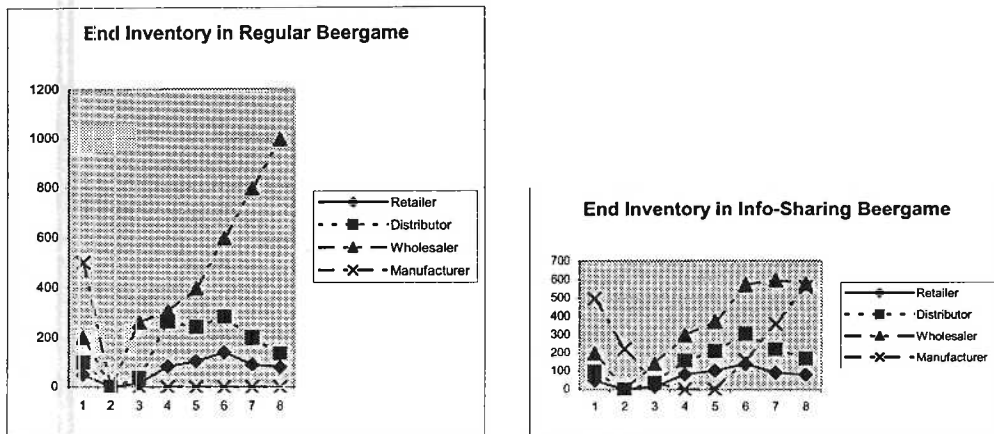 End Inventory in Regular Beergame
1200
1000
800
600
400
200
0
1 2 3 4 5 6 7 8
Retailer
Distributor
Wholesaler
Manufacturer
End Inventory in Info-Sharing Beergame
700
600
500
400
300
200
100
0
1 2 3 4 5 6 7 8
Retailer
Distributor
Wholesaler
Manufacturer